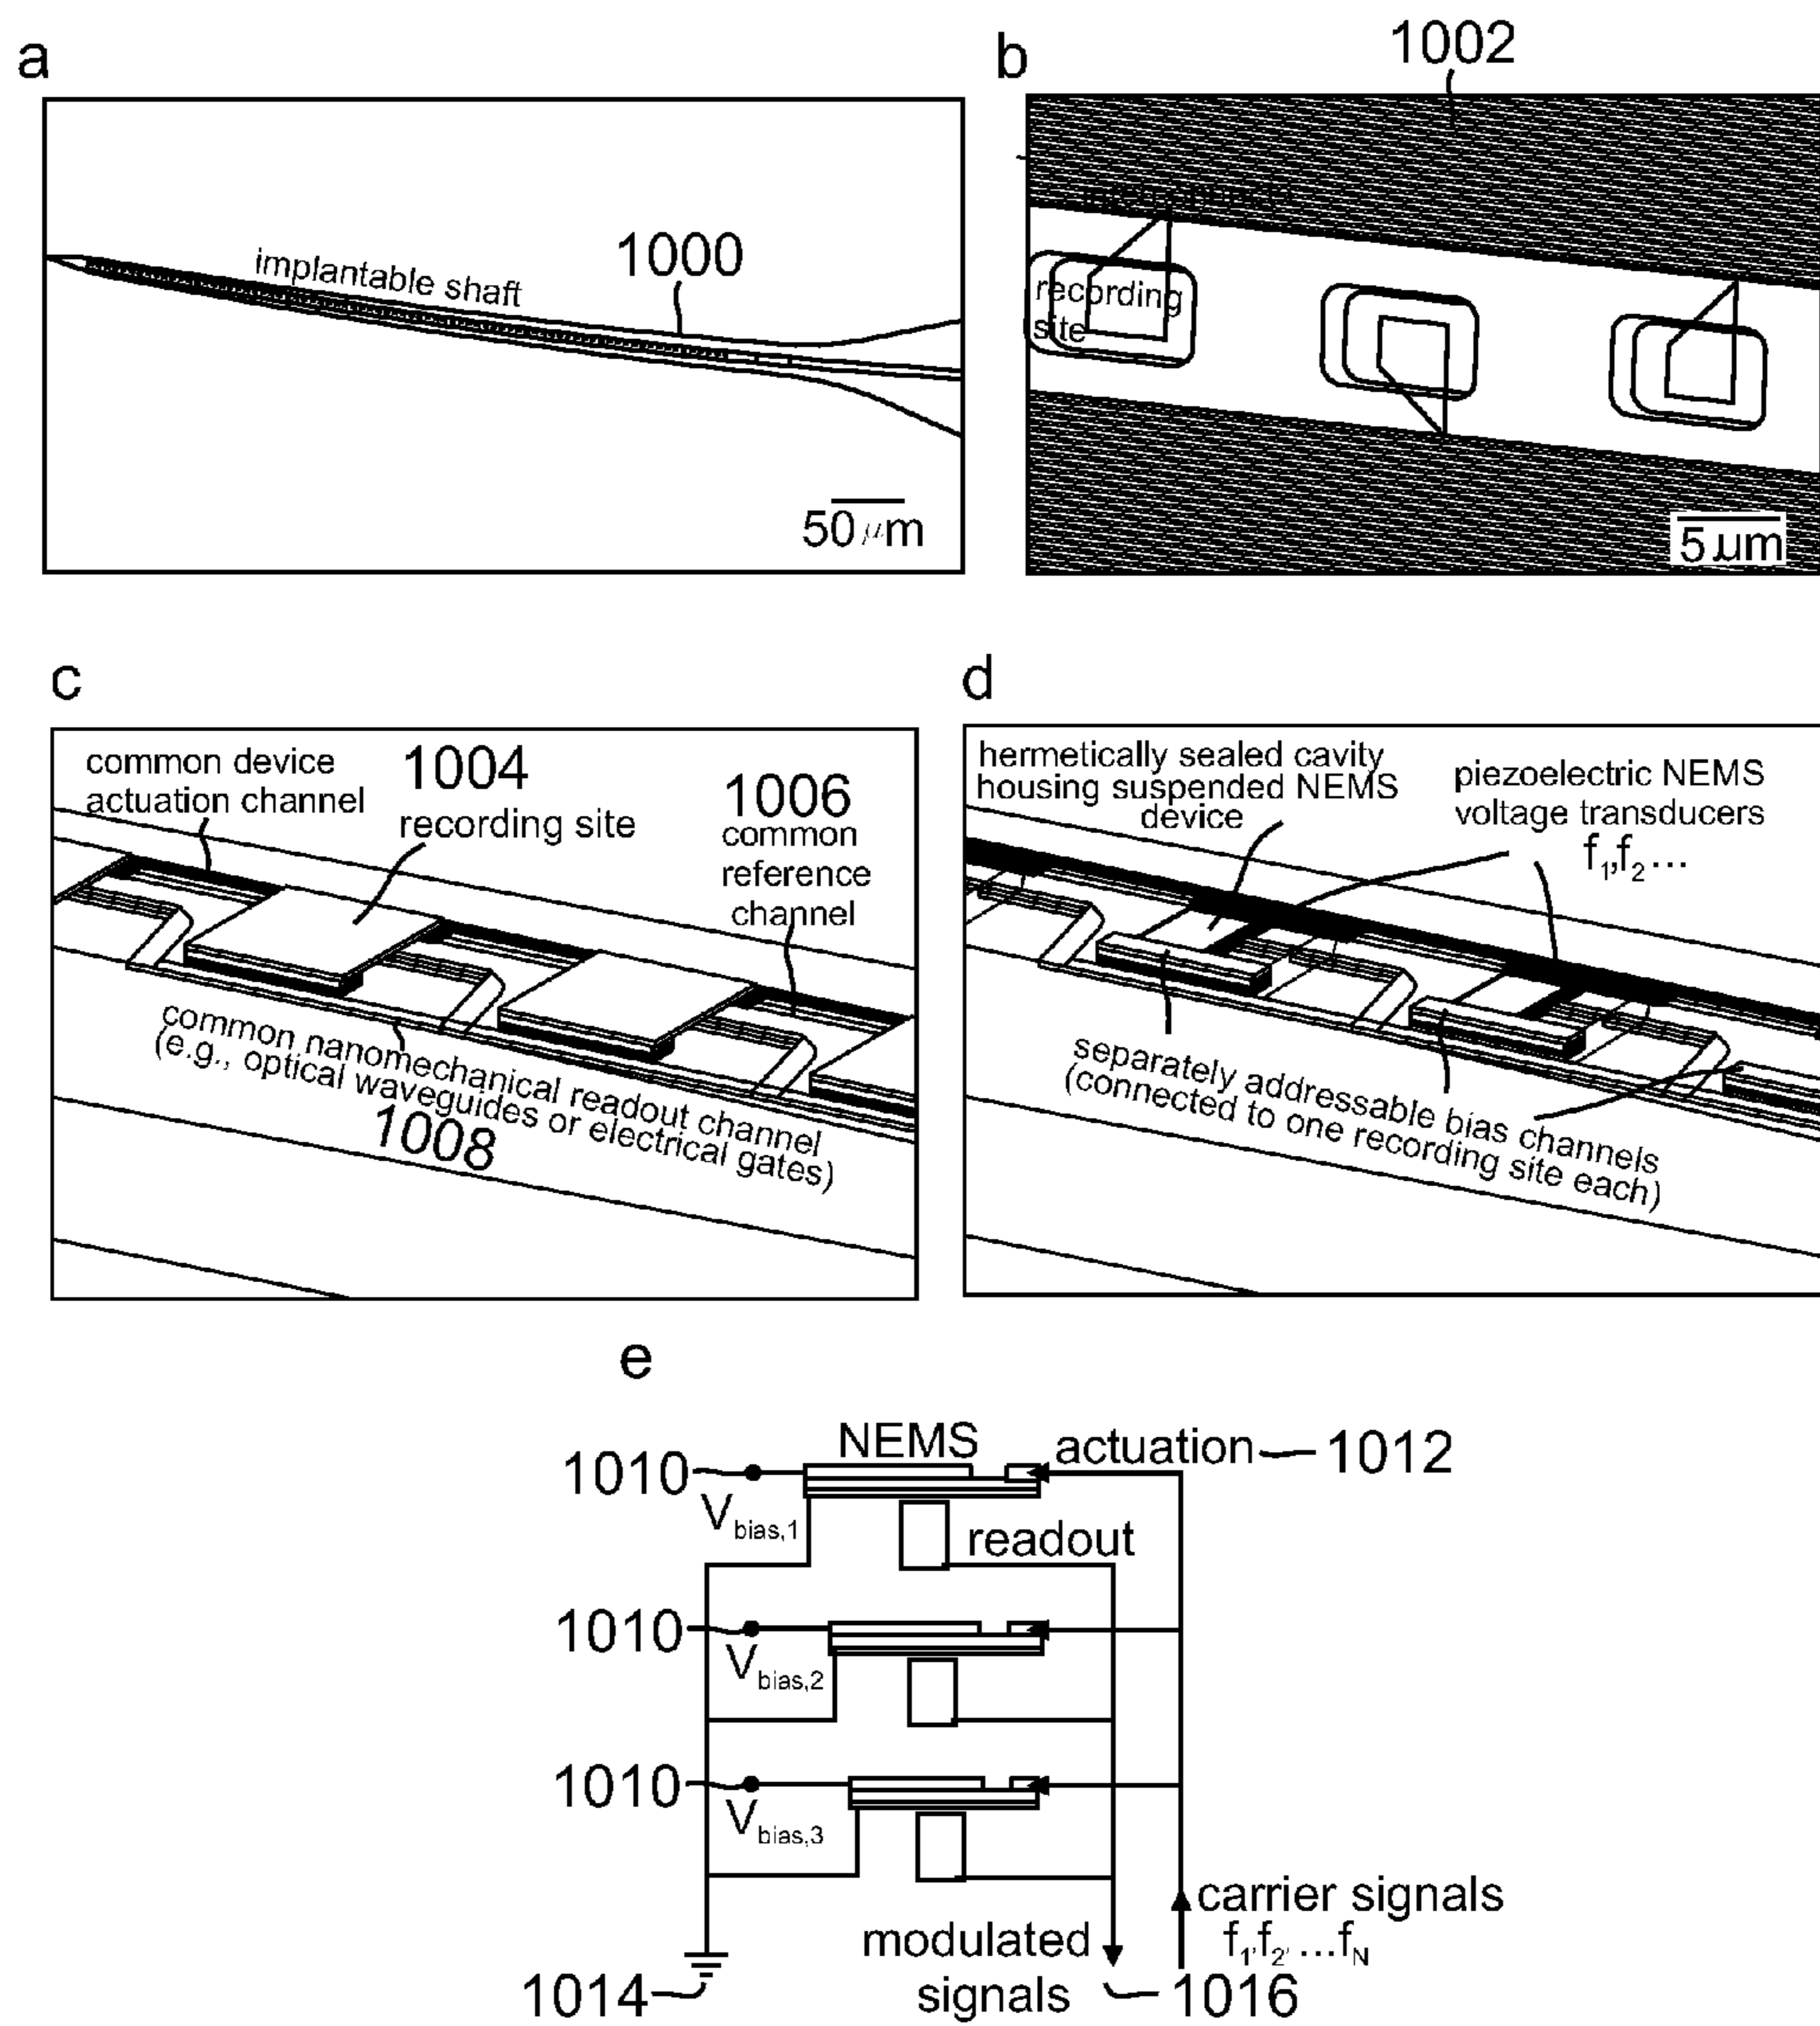 a
implantable shaft
1000
50 μm
b
1002
recording
site
5 μm
c
common device
actuation channel
1004
recording site
1006
common
reference
channel
common nanomechanical readout channel
(e.g., optical waveguides or electrical gates)
1008
d
hermetically sealed cavity
housing suspended NEMS
device
piezoelectric NEMS
voltage transducers
f1,f2 ...
separately addressable bias channels
(connected to one recording site each)
e
NEMS
actuation
1012
1010
Vbias,1
readout
1010
Vbias,2
1010
Vbias,3
carrier signals
f1,f2, ...fN
modulated
signals
1014
1016